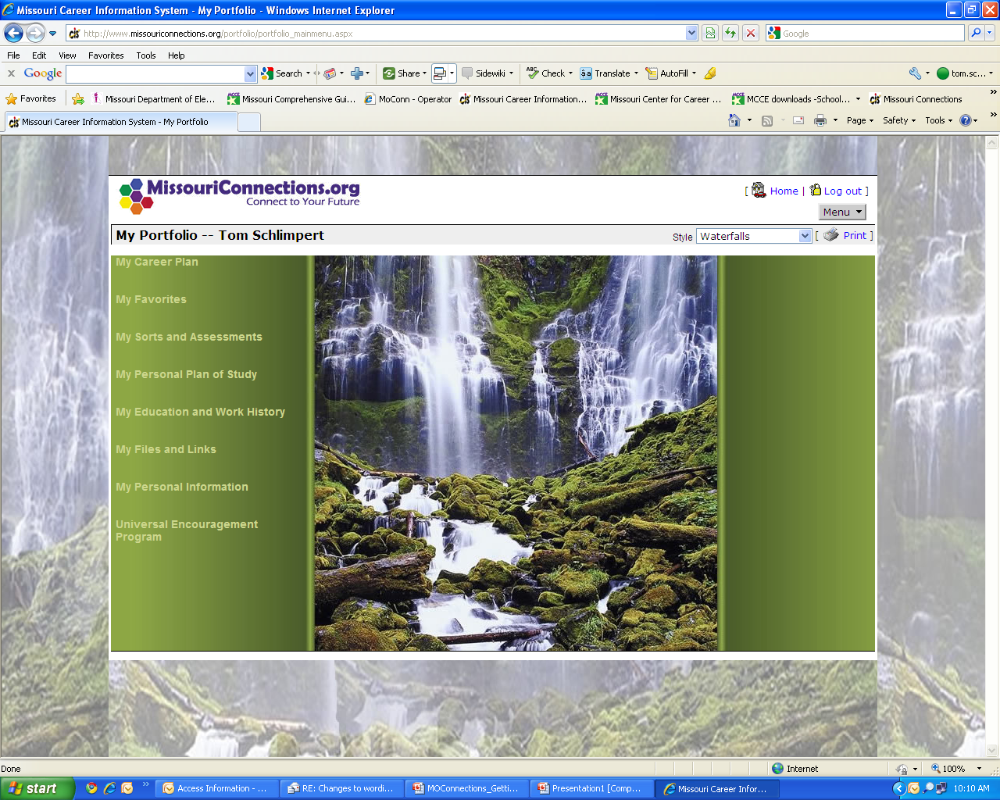 Missouri Career Information System - My Portfolio - Windows Internet Explorer
http://www.missouriconnections.org/portfolio/portfolio_mainmenu.aspx
Google
File Edit View Favorites Tools Help
x Google Search Share Sidewiki ABC Check Translate AutoFill tom.sc...
Favorites Missouri Department of Ele... Missouri Comprehensive Gui... MoConn - Operator Missouri Career Information... Missouri Center for Career ... MCCE downloads -School... Missouri Connections
Missouri Career Information System - My Portfolio Page Safety Tools
MissouriConnections.org
Connect to Your Future
[ Home | Log out ]
Menu
My Portfolio -- Tom Schlimpert
Style Waterfalls [ Print ]
My Career Plan
My Favorites
My Sorts and Assessments
My Personal Plan of Study
My Education and Work History
My Files and Links
My Personal Information
Universal Encouragement
Program
Done Internet 100%
start Access Information - ... RE: Changes to wordi... MOConnections_Getti... Presentation1 [Comp... Missouri Career Infor... 10:10 AM